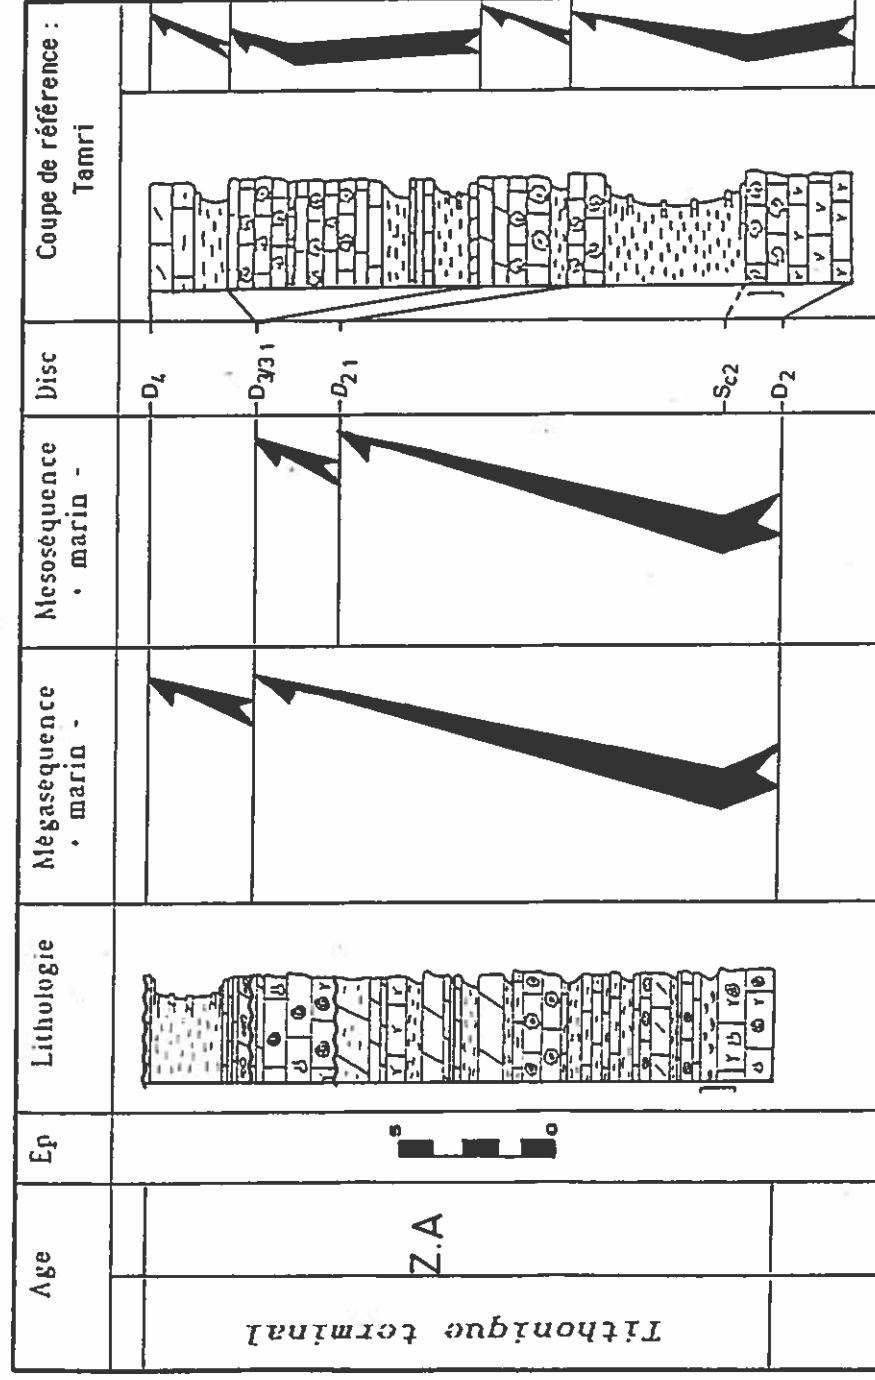 Age
Ep
Lithologie
Mégaséquence
· marin -
Mesoséquence
· marin -
Disc
Coupe de référence :
Tamri
Tithonique terminal
Z.A
5
0
D4
D3/31
D21
Sc2
D2